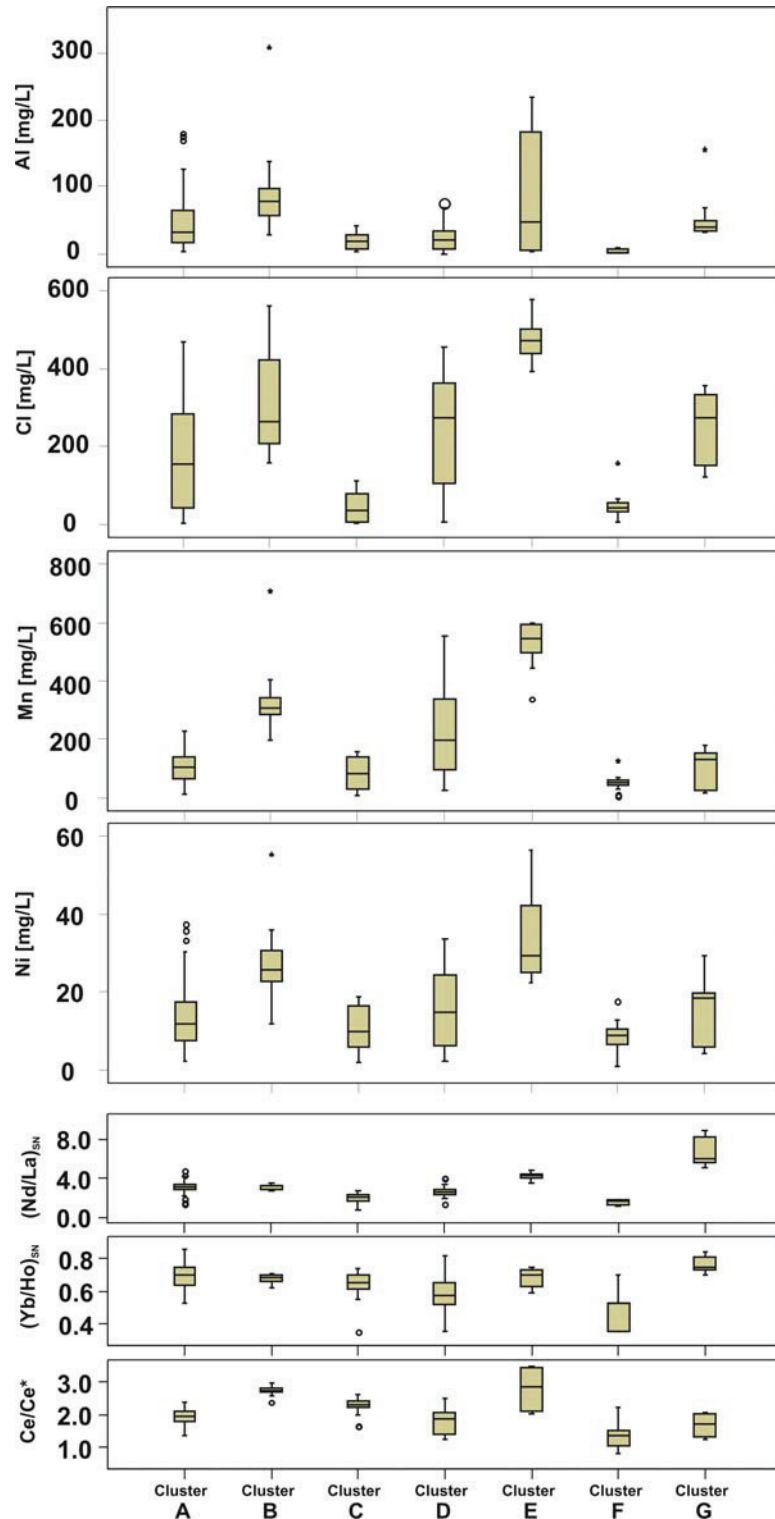 Al [mg/L]
300
200
100
0
Cl [mg/L]
600
400
200
0
Mn [mg/L]
800
600
400
200
0
Ni [mg/L]
60
40
20
0
(Nd/La)SN
8.0
4.0
0.0
(Yb/Ho)SN
0.8
0.6
0.4
Ce/Ce*
3.0
2.0
1.0
Cluster Cluster Cluster Cluster Cluster Cluster Cluster
A B C D E F G